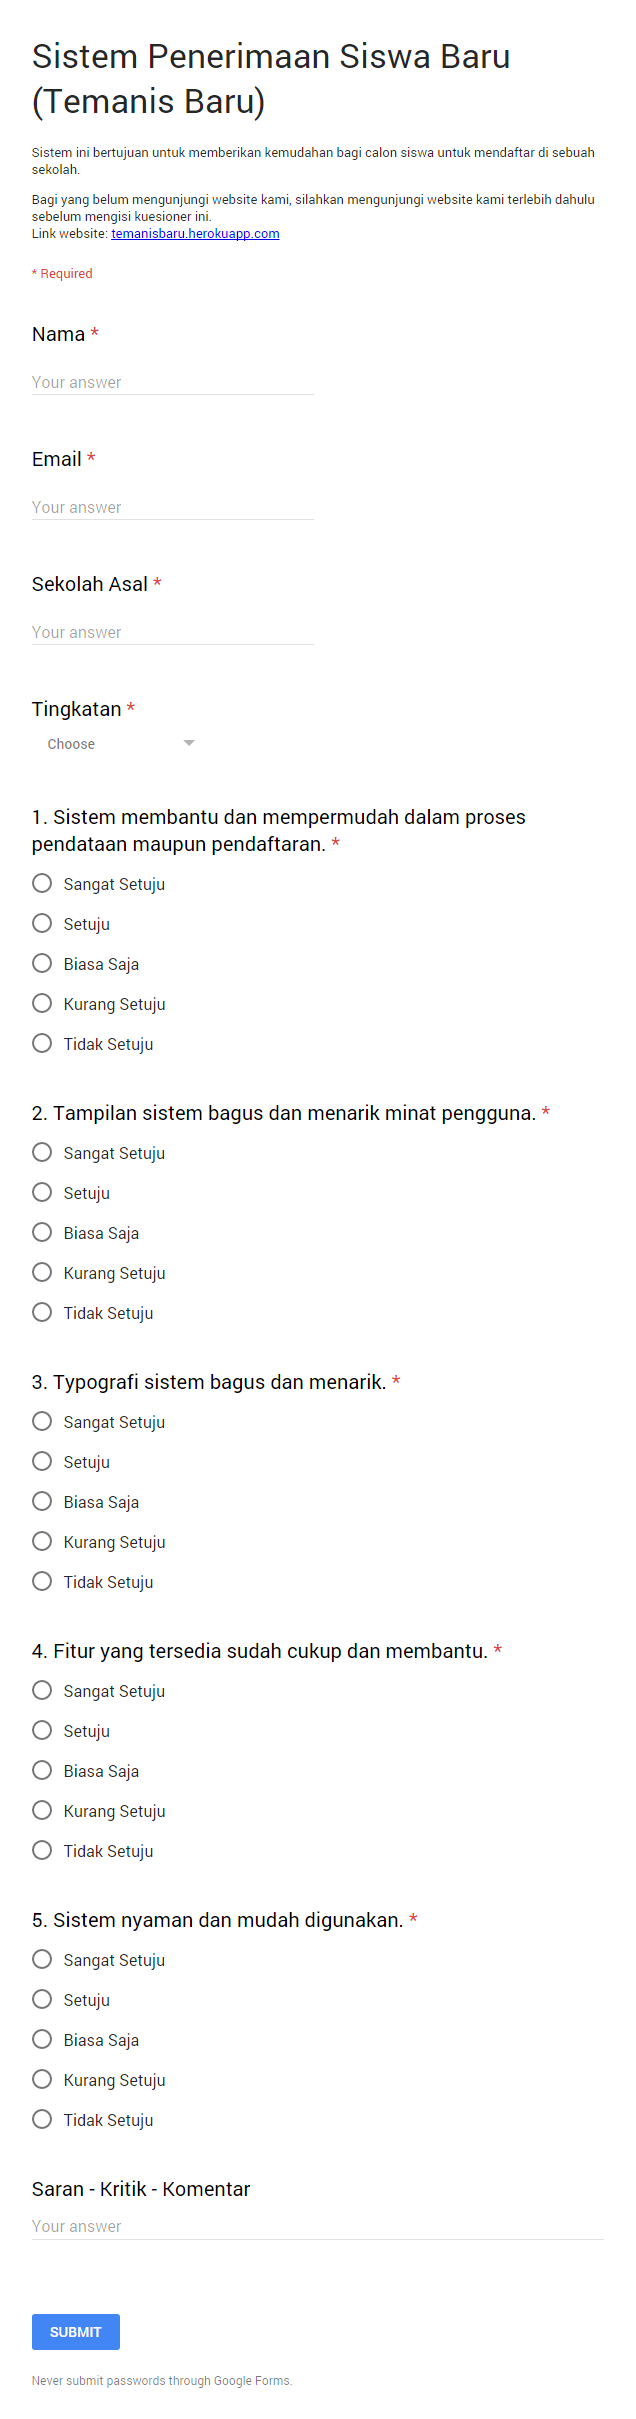 Sistem Penerimaan Siswa Baru
(Temanis Baru)
Sistem ini bertujuan untuk memberikan kemudahan bagi calon siswa untuk mendaftar di sebuah
sekolah.
Bagi yang belum mengunjungi website kami, silahkan mengunjungi website kami terlebih dahulu
sebelum mengisi kuesioner ini.
Link website: temanisbaru.herokuapp.com
* Required
Nama *
Your answer
Email *
Your answer
Sekolah Asal *
Your answer
Tingkatan *
Choose
1. Sistem membantu dan mempermudah dalam proses
pendataan maupun pendaftaran. *
Sangat Setuju
Setuju
Biasa Saja
Kurang Setuju
Tidak Setuju
2. Tampilan sistem bagus dan menarik minat pengguna. *
Sangat Setuju
Setuju
Biasa Saja
Kurang Setuju
Tidak Setuju
3. Typografi sistem bagus dan menarik. *
Sangat Setuju
Setuju
Biasa Saja
Kurang Setuju
Tidak Setuju
4. Fitur yang tersedia sudah cukup dan membantu. *
Sangat Setuju
Setuju
Biasa Saja
Kurang Setuju
Tidak Setuju
5. Sistem nyaman dan mudah digunakan. *
Sangat Setuju
Setuju
Biasa Saja
Kurang Setuju
Tidak Setuju
Saran - Kritik - Komentar
Your answer
SUBMIT
Never submit passwords through Google Forms.